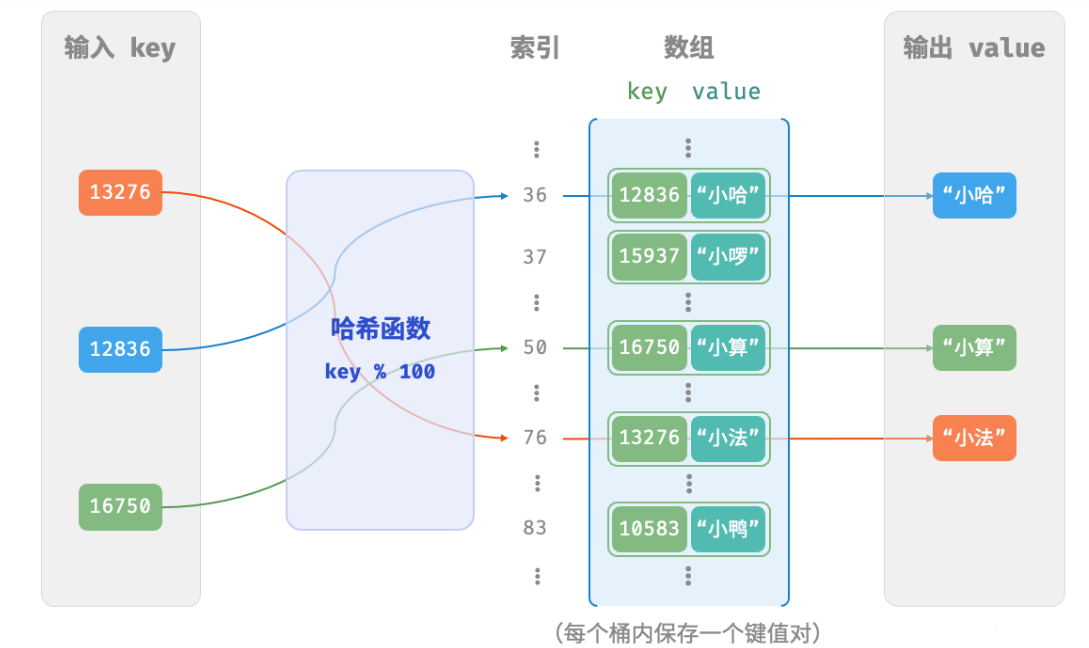 输入 key
索引
数组
输出 value
key value
13276
36
12836 “小哈”
“小哈”
37
15937 “小啰”
12836
哈希函数
key % 100
50
16750 “小算”
“小算”
76
13276 “小法”
“小法”
16750
83
10583 “小鸭”
（每个桶内保存一个键值对）